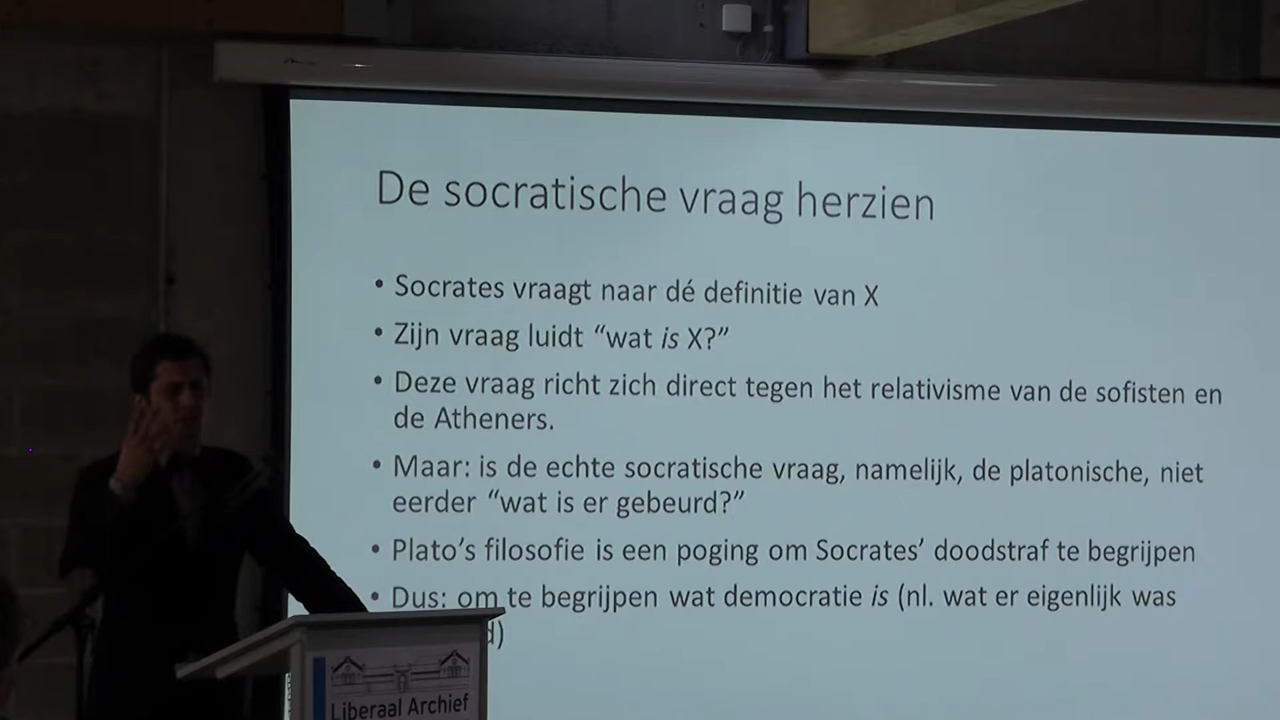 De socratische vraag herzien
• Socrates vraagt naar dé definitie van X
• Zijn vraag luidt “wat is X?”
• Deze vraag richt zich direct tegen het relativisme van de sofisten en
de Atheners.
• Maar: is de echte socratische vraag, namelijk, de platonische, niet
eerder “wat is er gebeurd?”
• Plato’s filosofie is een poging om Socrates’ doodstraf te begrijpen
• Dus: om te begrijpen wat democratie is (nl. wat er eigenlijk was
Liberaal Archief